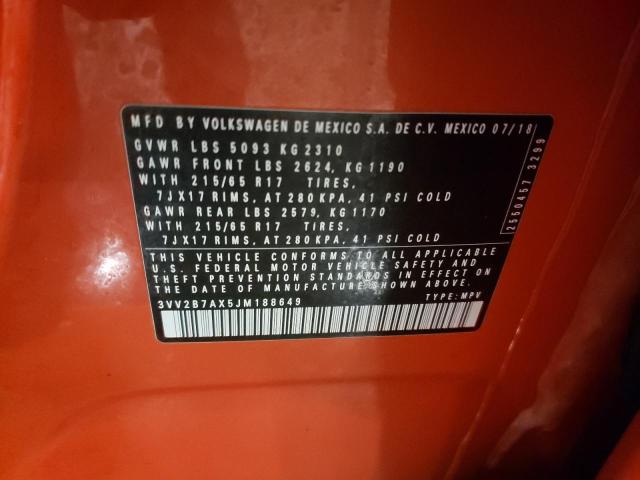 MFD BY VOLKSWAGEN DE MEXICO S.A. DE C.V. MEXICO 07/18
GVWR LBS 5093 KG 2310
GAWR FRONT LBS 2624, KG 1190
WITH 215/65 R17 TIRES,
7JX17 RIMS, AT 280 KPA, 41 PSI COLD
GAWR REAR LBS 2579, KG 1170
WITH 215/65 R17 TIRES.
7JX17 RIMS, AT 280 KPA, 41 PSI COLD
THIS VEHICLE CONFORMS TO ALL APPLICABLE
U.S. FEDERAL MOTOR VEHICLE SAFETY AND
THEFT PREVENTION STANDARDS IN EFFECT ON
THE DATE OF MANUFACTURE SHOWN ABOVE.
3VV2B7AX5JM188649 TYPE: MPV
2550457 3299